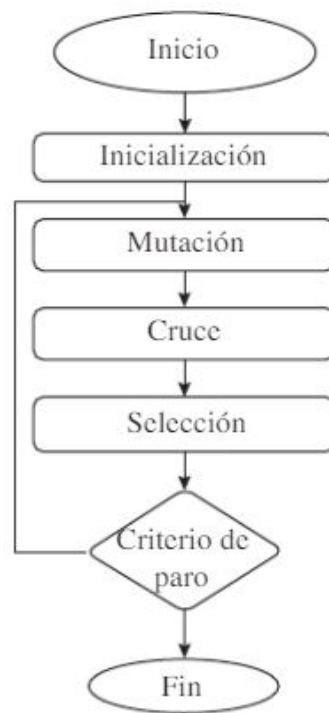 Inicio
Inicialización
Mutación
Cruce
Selección
Criterio de
paro
Fin